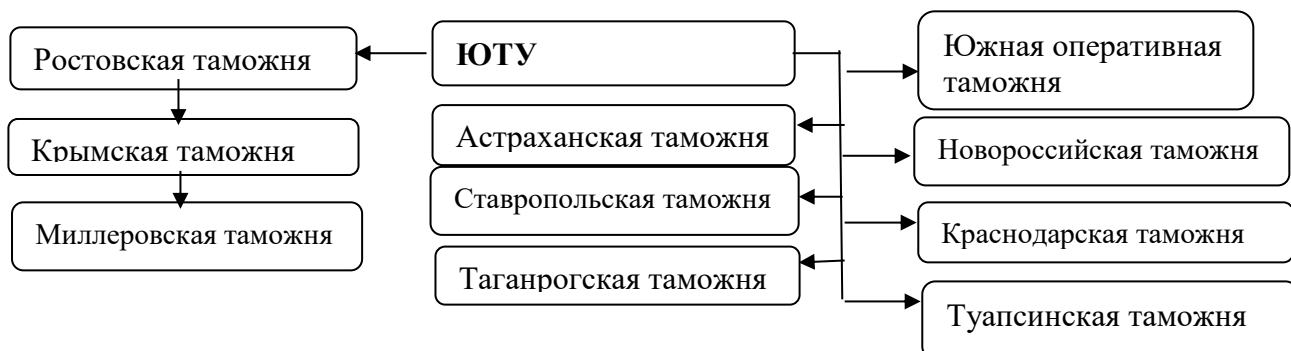 Ростовская таможня
Крымская таможня
Миллеровская таможня
ЮТУ
Астраханская таможня
Ставропольская таможня
Таганрогская таможня
Южная оперативная
таможня
Новороссийская таможня
Краснодарская таможня
Туапсинская таможня